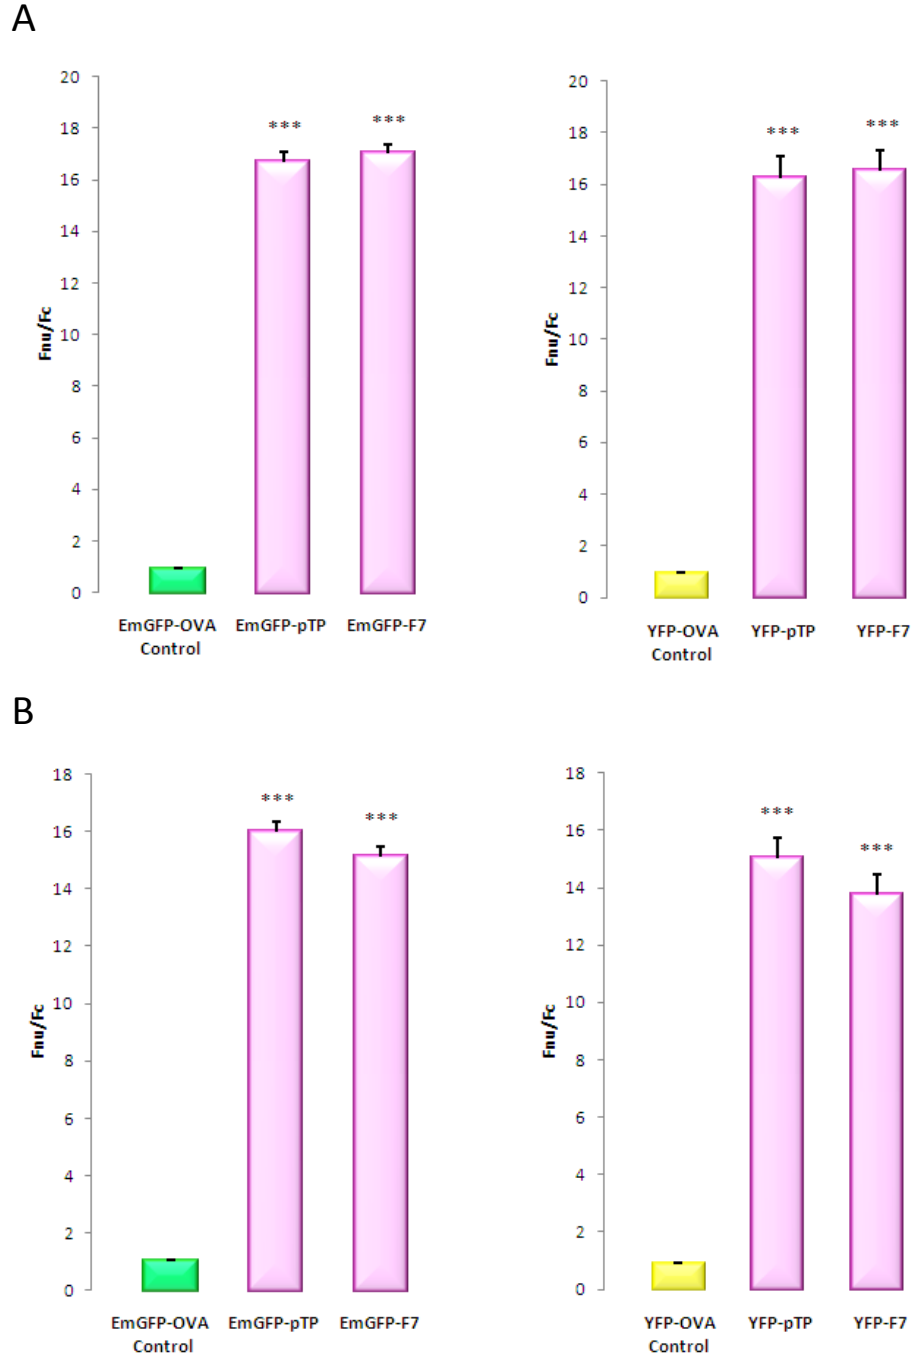 A
20
18
16
14
12
10
8
6
4
2
0
Fnu/Fc
***
***
EmGFP-OVA Control
EmGFP-pTP
EmGFP-F7
20
18
16
14
12
10
8
6
4
2
0
Fnu/Fc
***
***
YFP-OVA Control
YFP-pTP
YFP-F7
B
18
16
14
12
10
8
6
4
2
0
Fnu/Fc
***
***
EmGFP-OVA Control
EmGFP-pTP
EmGFP-F7
18
16
14
12
10
8
6
4
2
0
Fnu/Fc
***
***
YFP-OVA Control
YFP-pTP
YFP-F7